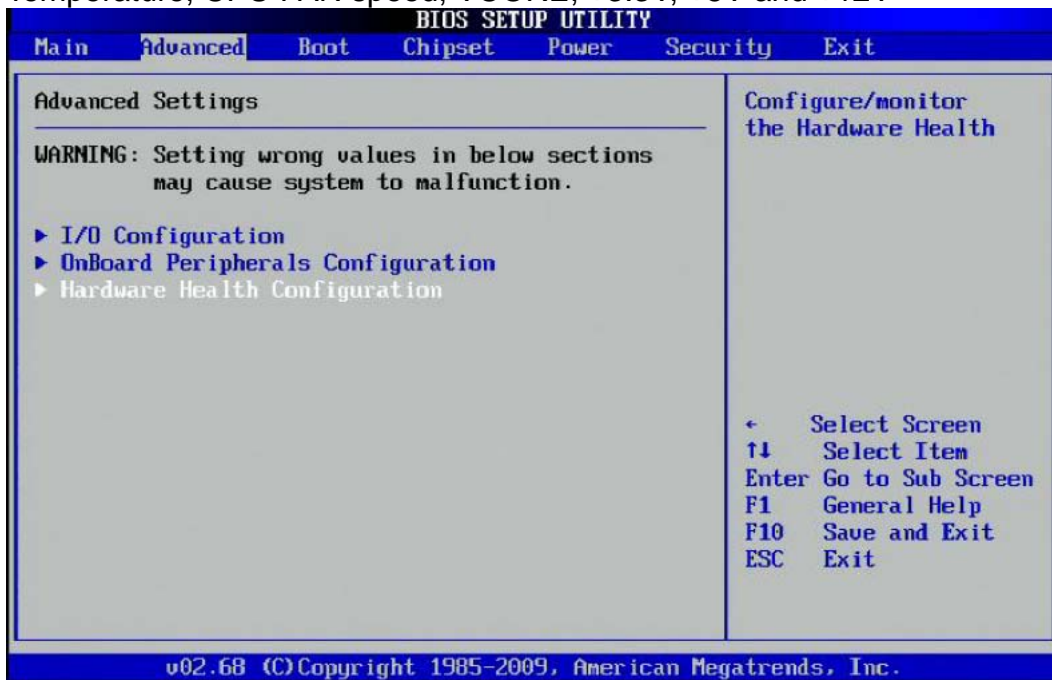 BIOS SETUP UTILITY
Main Advanced Boot Chipset Power Security Exit
Advanced Settings
WARNING: Setting wrong values in below sections
may cause system to malfunction.
▶ I/O Configuration
▶ OnBoard Peripherals Configuration
▶ Hardware Health Configuration
Configure/monitor
the Hardware Health
← Select Screen
↑↓ Select Item
Enter Go to Sub Screen
F1 General Help
F10 Save and Exit
ESC Exit
v02.68 (C)Copyright 1985-2009, American Megatrends, Inc.